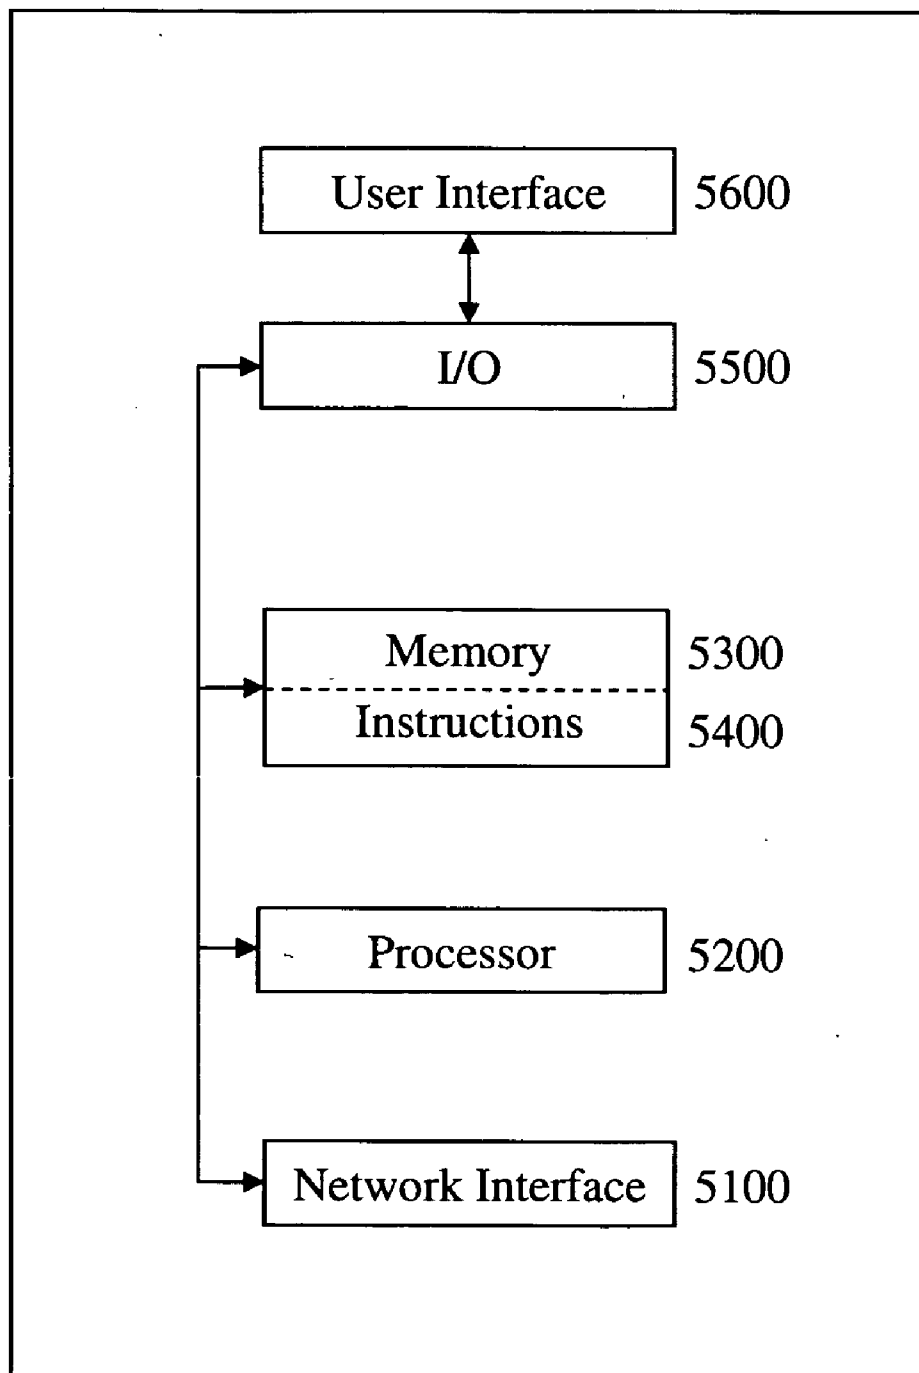 User Interface 5600
I/O 5500
Memory 5300
Instructions 5400
Processor 5200
Network Interface 5100